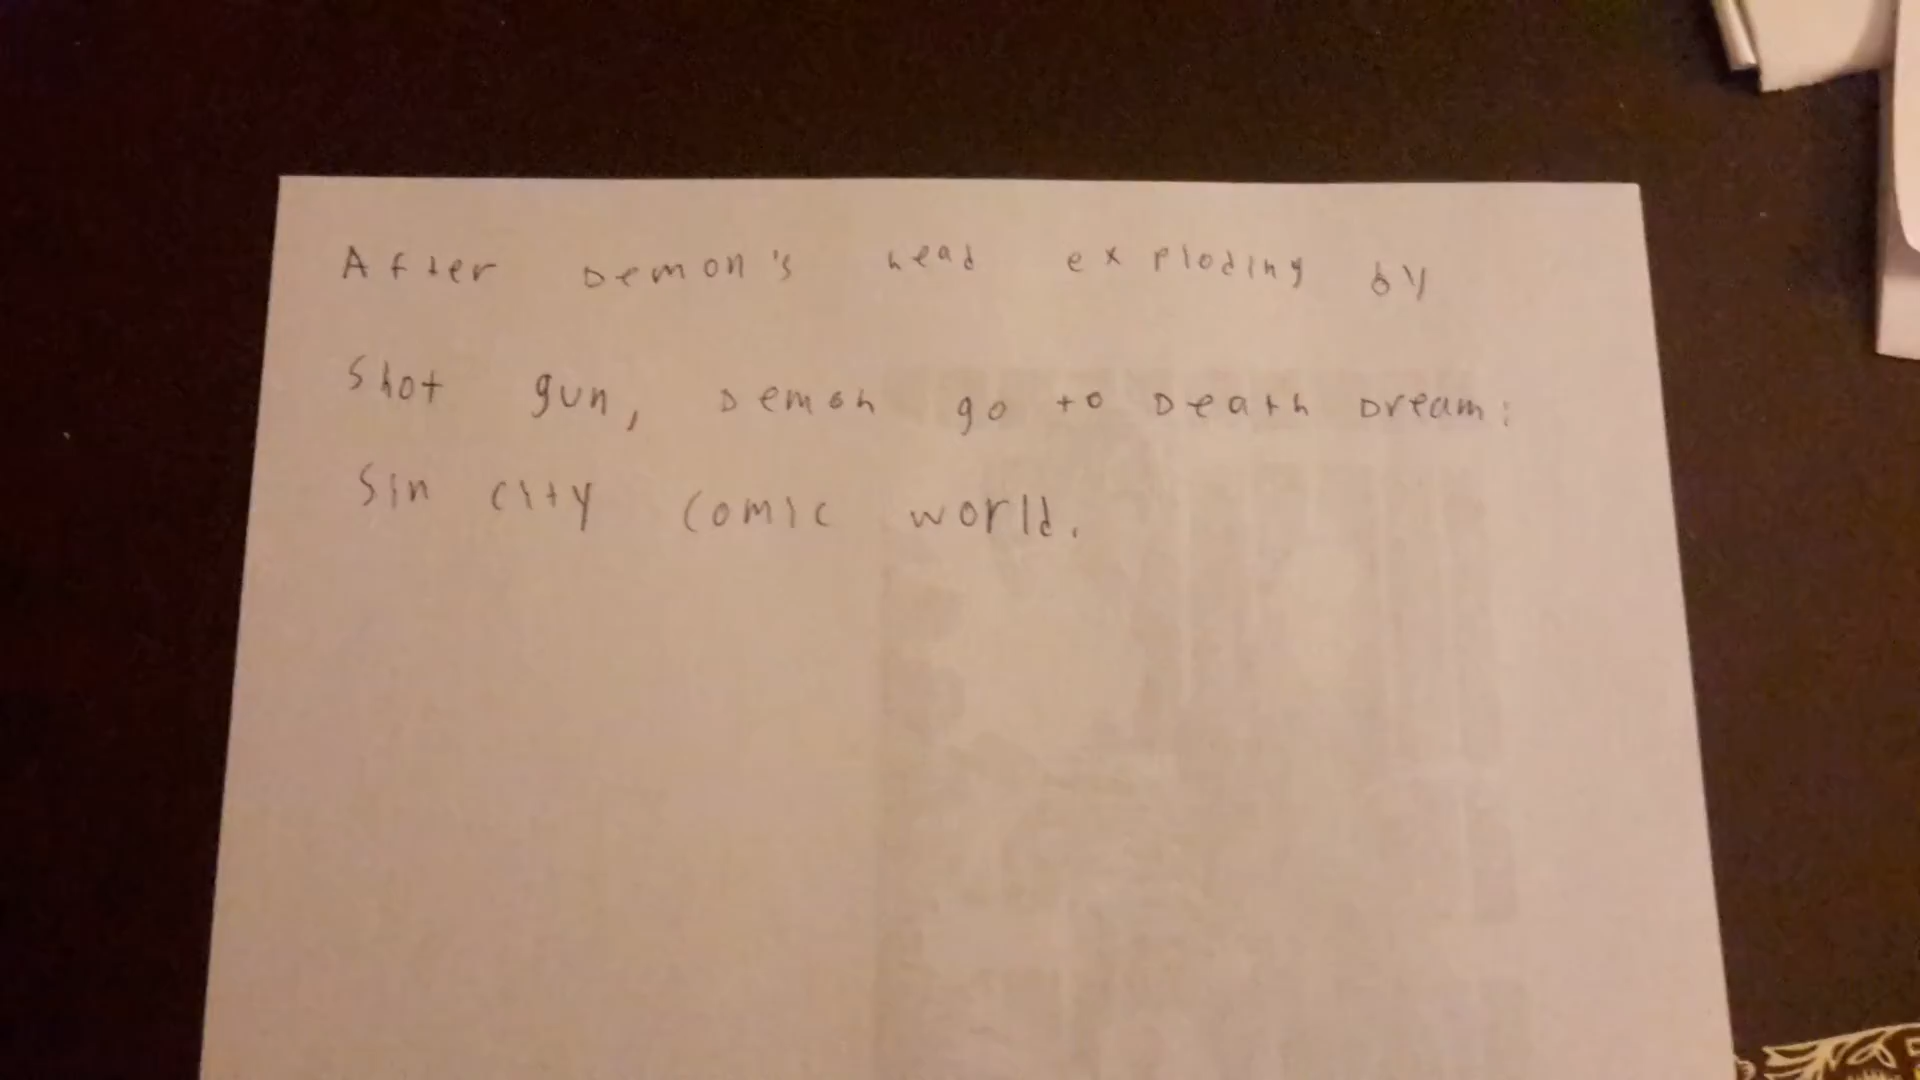 After Demon's head exploding by
Shot gun, Demon go to Death Dream:
Sin city comic world.